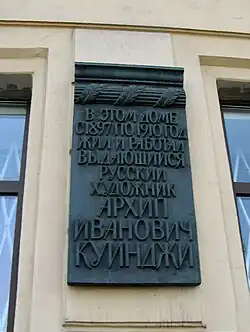 В ЭТОМ ДОМЕ
С 1897 ПО 1910 ГОД
ЖИЛ И РАБОТАЛ
ВЫДАЮЩИЙСЯ
РУССКИЙ
ХУДОЖНИК
АРХИП
ИВАНОВИЧ
КУИНДЖИ